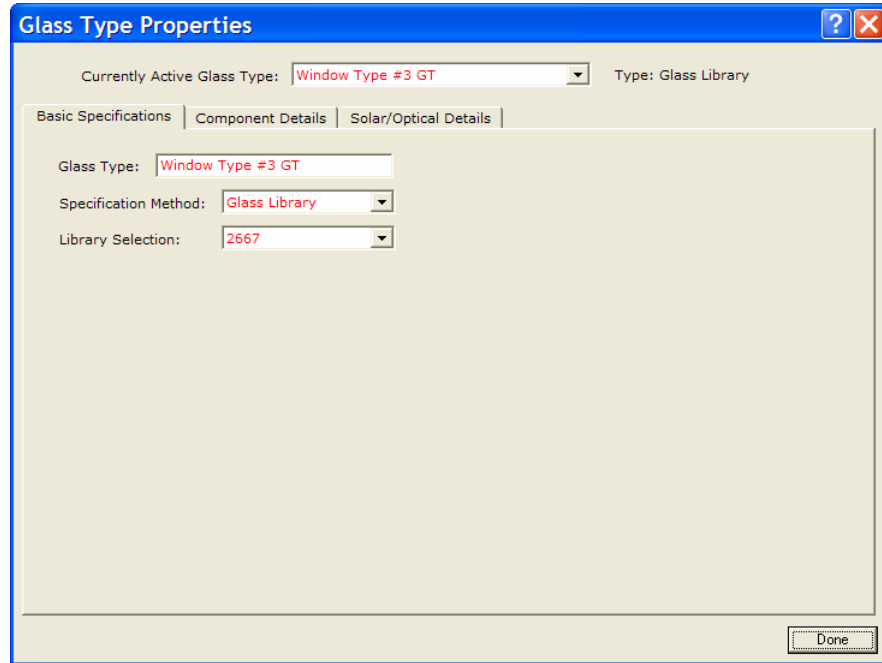 Glass Type Properties
Currently Active Glass Type: Window Type #3 GT Type: Glass Library
Basic Specifications Component Details Solar/Optical Details
Glass Type: Window Type #3 GT
Specification Method: Glass Library
Library Selection: 2667
Done